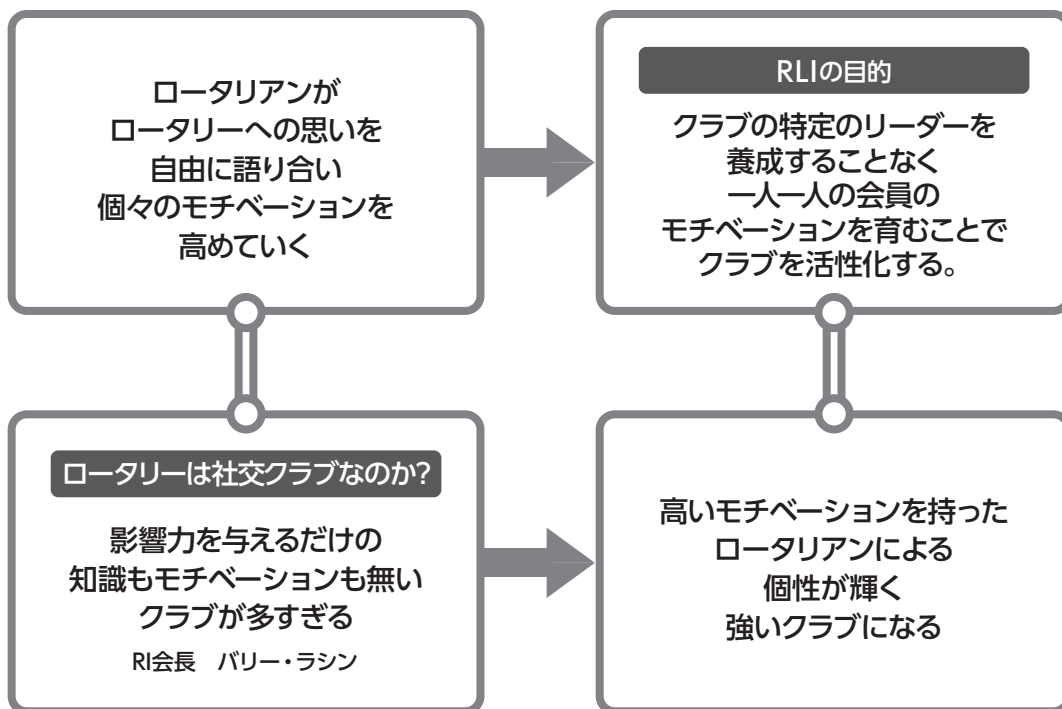 ロータリアンが
ロータリーへの思いを
自由に語り合い
個々のモチベーションを
高めていく
RLIの目的
クラブの特定のリーダーを
養成することなく
一人一人の会員の
モチベーションを育むことで
クラブを活性化する。
ロータリーは社交クラブなのか?
影響力を与えるだけの
知識もモチベーションも無い
クラブが多すぎる
RI会長　バリー・ラシン
高いモチベーションを持った
ロータリアンによる
個性が輝く
強いクラブになる